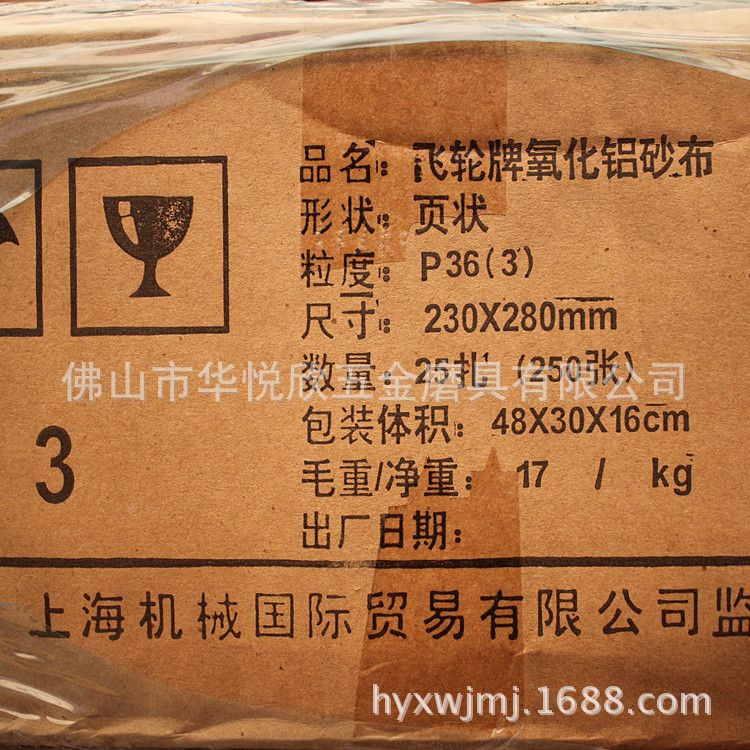 品名：飞轮牌氧化铝砂布
形状：页状
粒度：P36(3)
尺寸：230X280mm
数量：25扎 (250张)
佛山市华悦欣五金磨具有限公司
包装体积：48X30X16cm
3
毛重/净重：17 / kg
出厂日期：
上海机械国际贸易有限公司监
hyxwjmj.1688.com